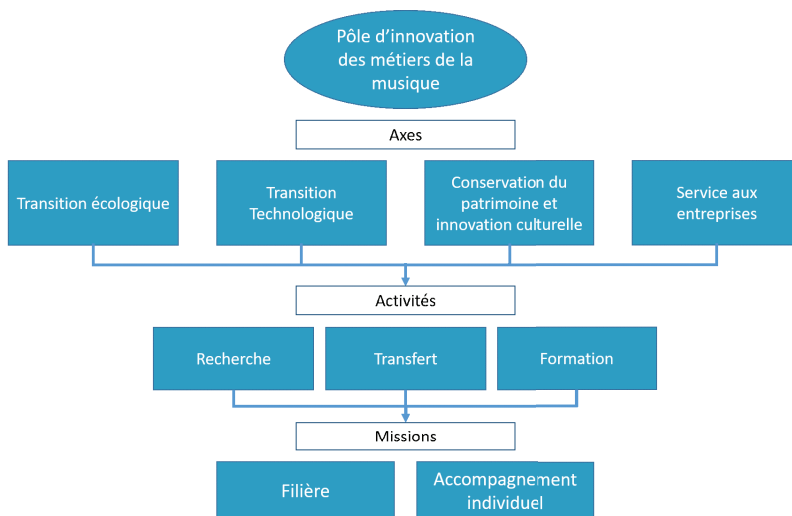 Pôle d'innovation
des métiers de la
musique
Axes
Transition écologique
Transition
Technologique
Conservation du
patrimoine et
innovation culturelle
Service aux
entreprises
Activités
Recherche
Transfert
Formation
Missions
Filière
Accompagnement
individuel